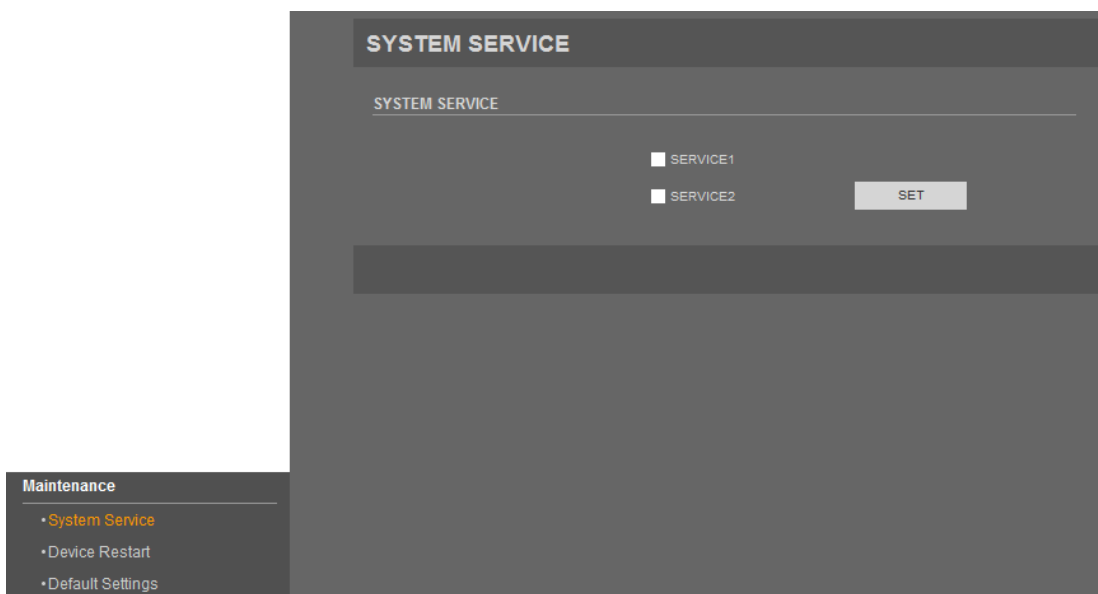 SYSTEM SERVICE
SYSTEM SERVICE
SERVICE1
SERVICE2
SET
Maintenance
•System Service
•Device Restart
•Default Settings